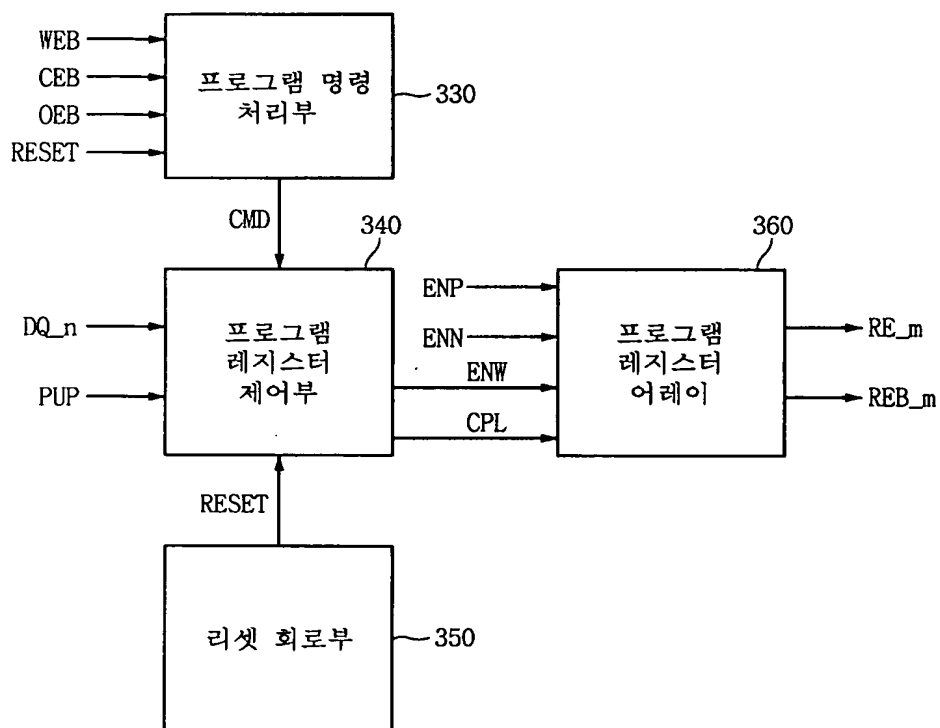 WEB
CEB
OEB
RESET
프로그램 명령
처리부
330
CMD
340
360
DQ_n
PUP
프로그램
레지스터
제어부
ENP
ENN
ENW
CPL
프로그램
레지스터
어레이
RE_m
REB_m
RESET
리셋 회로부
350